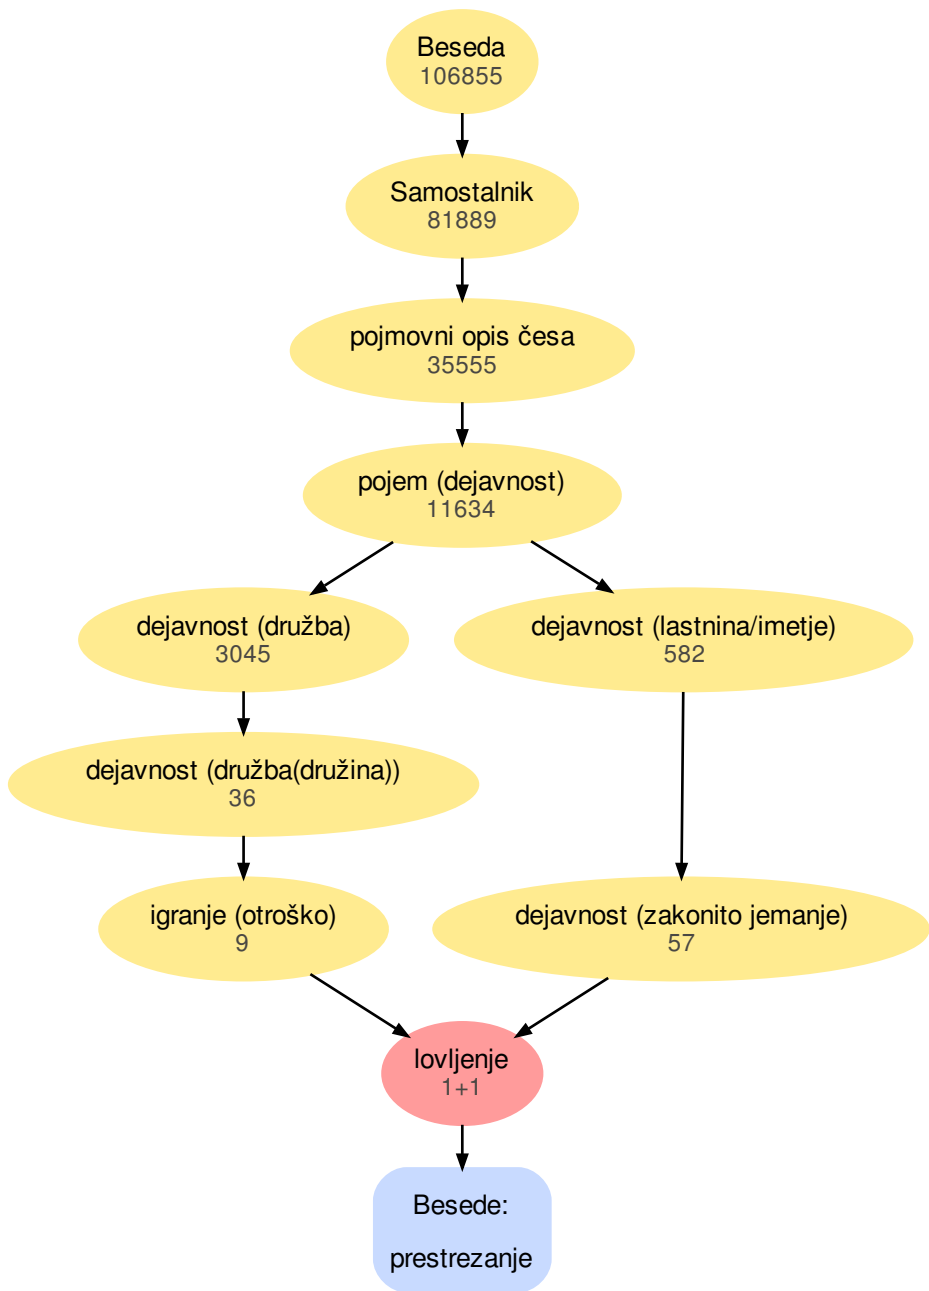 Beseda
106855
Samostalnik
81889
pojmovni opis česa
35555
pojem (dejavnost)
11634
dejavnost (družba)
3045
dejavnost (lastnina/imetje)
582
dejavnost (družba(družina))
36
igranje (otroško)
9
dejavnost (zakonito jemanje)
57
lovljenje
1+1
Besede:
prestrezanje